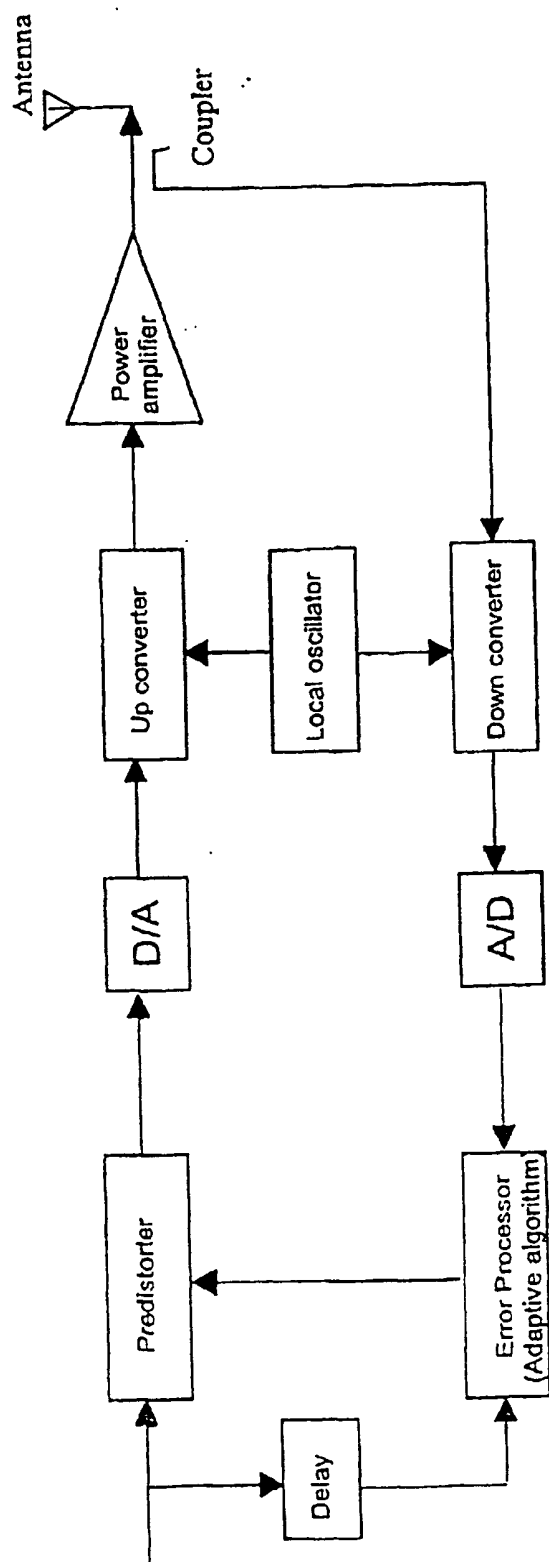 Antenna
Coupler
Power
amplifier
Up converter
Local oscillator
Down converter
D/A
A/D
Predistorter
Error Processor
(Adaptive algorithm)
Delay